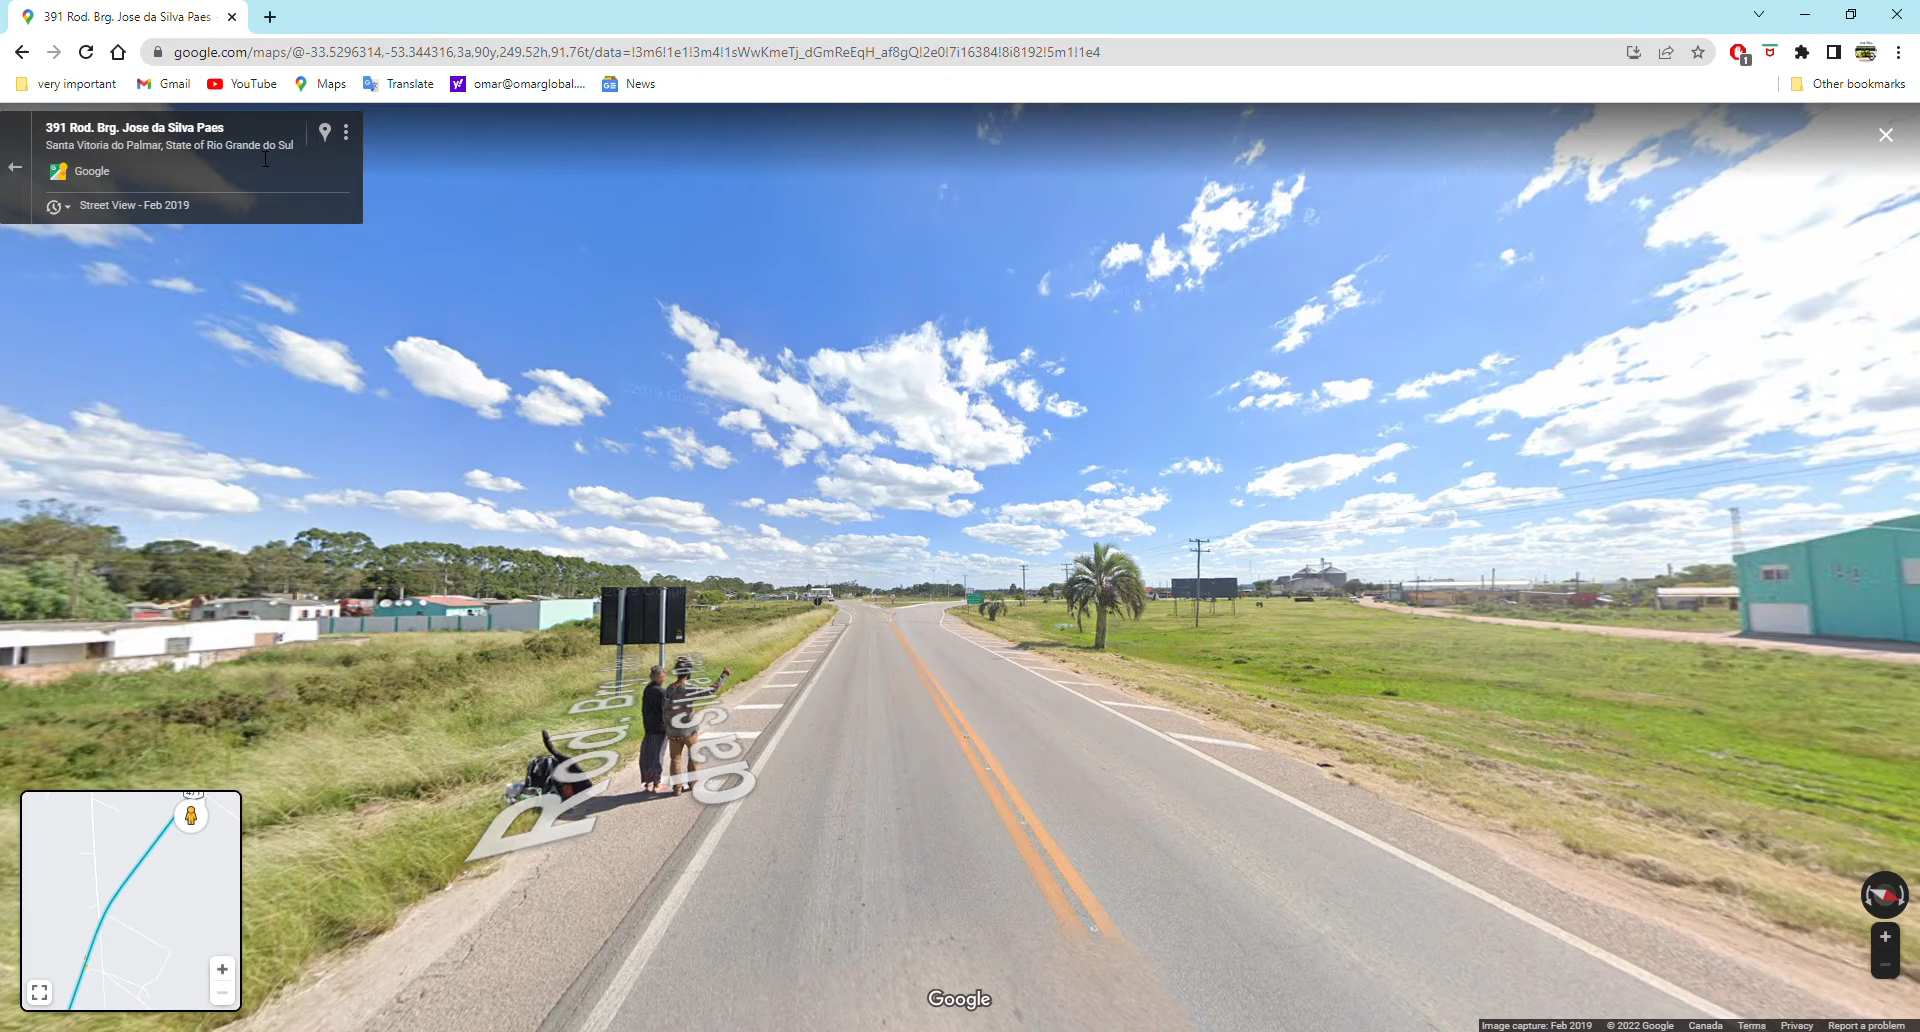 391 Rod. Brg. Jose da Silva Paes
google.com/maps/@-33.5296314,-53.344316,3a,90y,249.52h,91.76t/data=!3m6!1e1!3m4!1sWwKmeTj_dGmReEqH_af8gQ!2e0!7i16384!8i8192!5m1!1e4
1
very important
Gmail
YouTube
Maps
Translate
omar@omarglobal....
News
Other bookmarks
391 Rod. Brg. Jose da Silva Paes
Santa Vitoria do Palmar, State of Rio Grande do Sul
Google
Street View - Feb 2019
©2019 Google
Rod. Brg.
da Silva
471
Google
Image capture: Feb 2019 © 2022 Google Canada Terms Privacy Report a problem